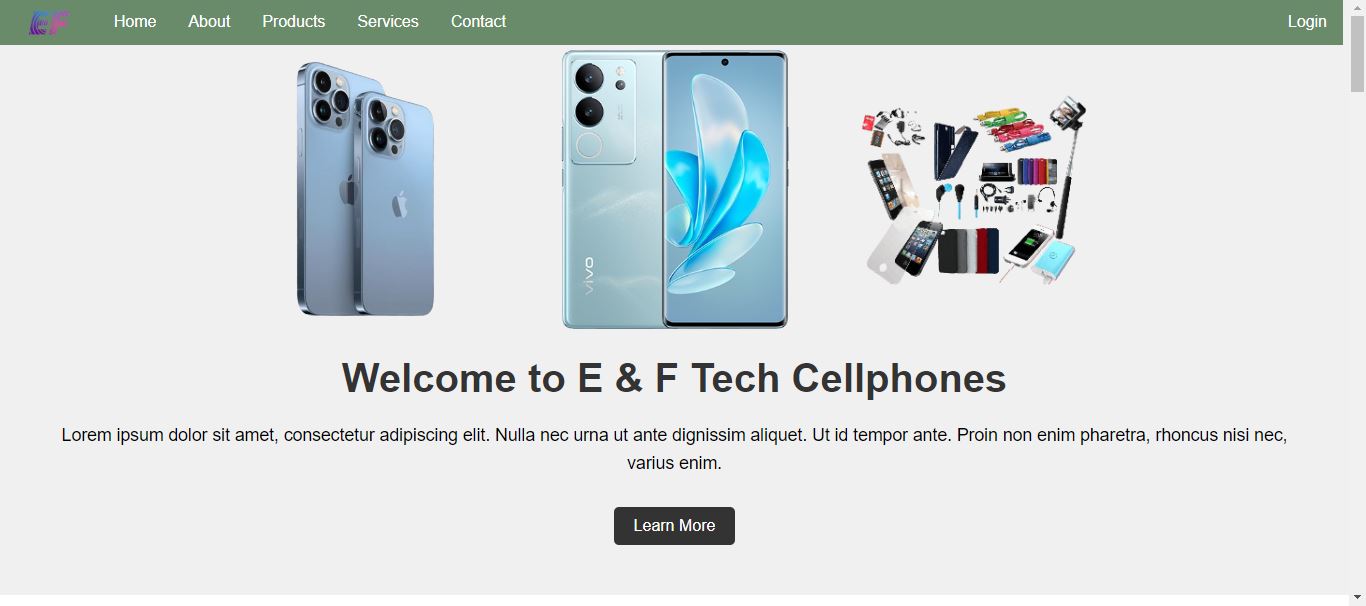 EF Home About Products Services Contact Login
vivo
Welcome to E & F Tech Cellphones
Lorem ipsum dolor sit amet, consectetur adipiscing elit. Nulla nec urna ut ante dignissim aliquet. Ut id tempor ante. Proin non enim pharetra, rhoncus nisi nec,
varius enim.
Learn More